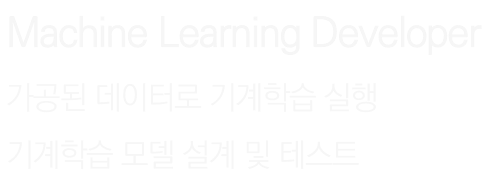 Machine Learning Developer
가공된 데이터로 기계학습 실행
기계학습 모델 설계 및 테스트